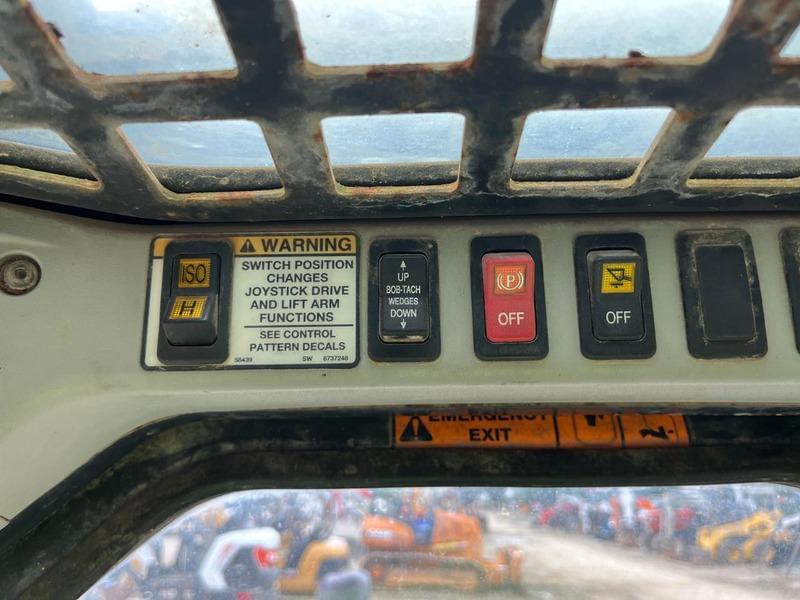 ISO
H
WARNING
SWITCH POSITION
CHANGES
JOYSTICK DRIVE
AND LIFT ARM
FUNCTIONS
SEE CONTROL
PATTERN DECALS
58439 SW 6737248
UP
BOB-TACH
WEDGES
DOWN
(P)
OFF
OFF
EMERGENCY
EXIT